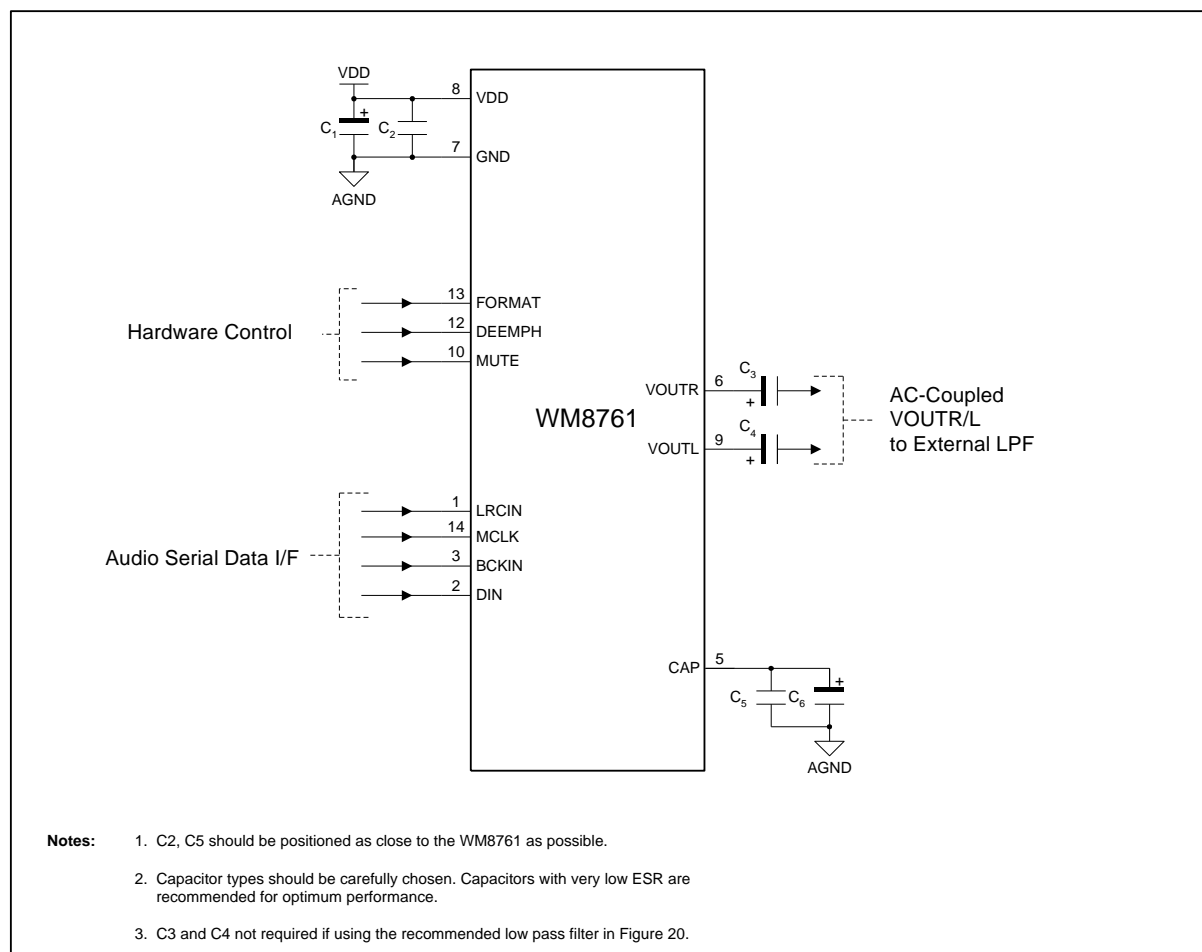 VDD
8 VDD
C1 +
C2
7 GND
AGND
13 FORMAT
Hardware Control
12 DEEMPH
10 MUTE
WM8761
VOUTR 6
C3
+
VOUTL 9
C4
+
AC-Coupled
VOUTR/L
to External LPF
1 LRCIN
14 MCLK
Audio Serial Data I/F
3 BCKIN
2 DIN
CAP 5
C5
C6 +
AGND
Notes: 1. C2, C5 should be positioned as close to the WM8761 as possible.
2. Capacitor types should be carefully chosen. Capacitors with very low ESR are
recommended for optimum performance.
3. C3 and C4 not required if using the recommended low pass filter in Figure 20.